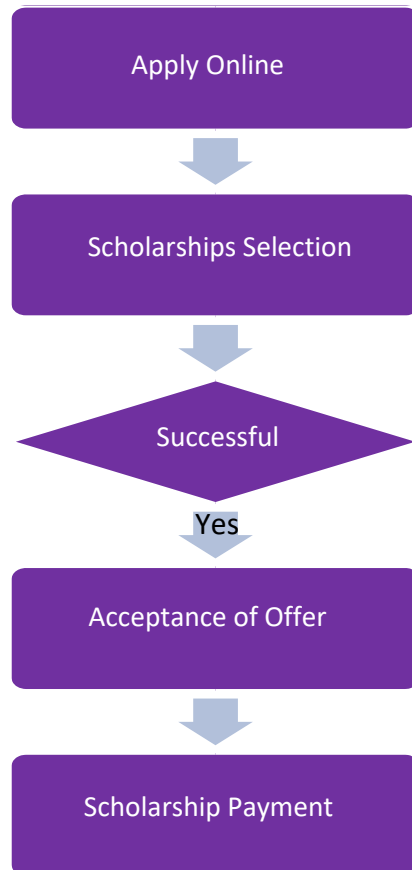 Apply Online
Scholarships Selection
Successful
Yes
Acceptance of Offer
Scholarship Payment